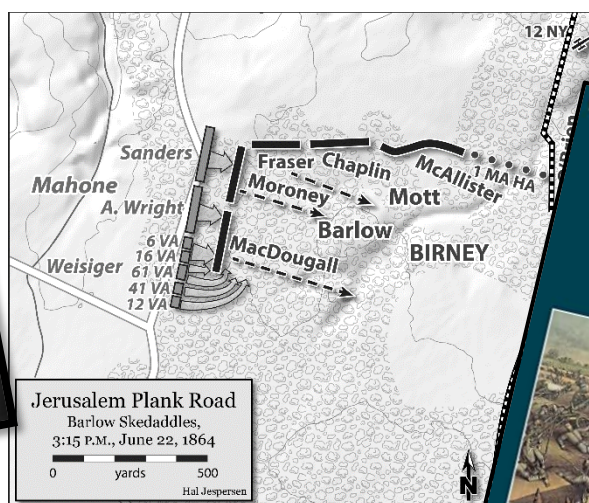 12 NY
Sanders
Fraser
Chaplin
McAllister
1 MA HA
Mahone
Moroney
Mott
A. Wright
Barlow
6 VA
16 VA
Weisiger
61 VA
MacDougall
BIRNEY
41 VA
12 VA
Jerusalem Plank Road
Barlow Skedaddles,
3:15 P.M., June 22, 1864
0 yards 500
Hal Jespersen
N